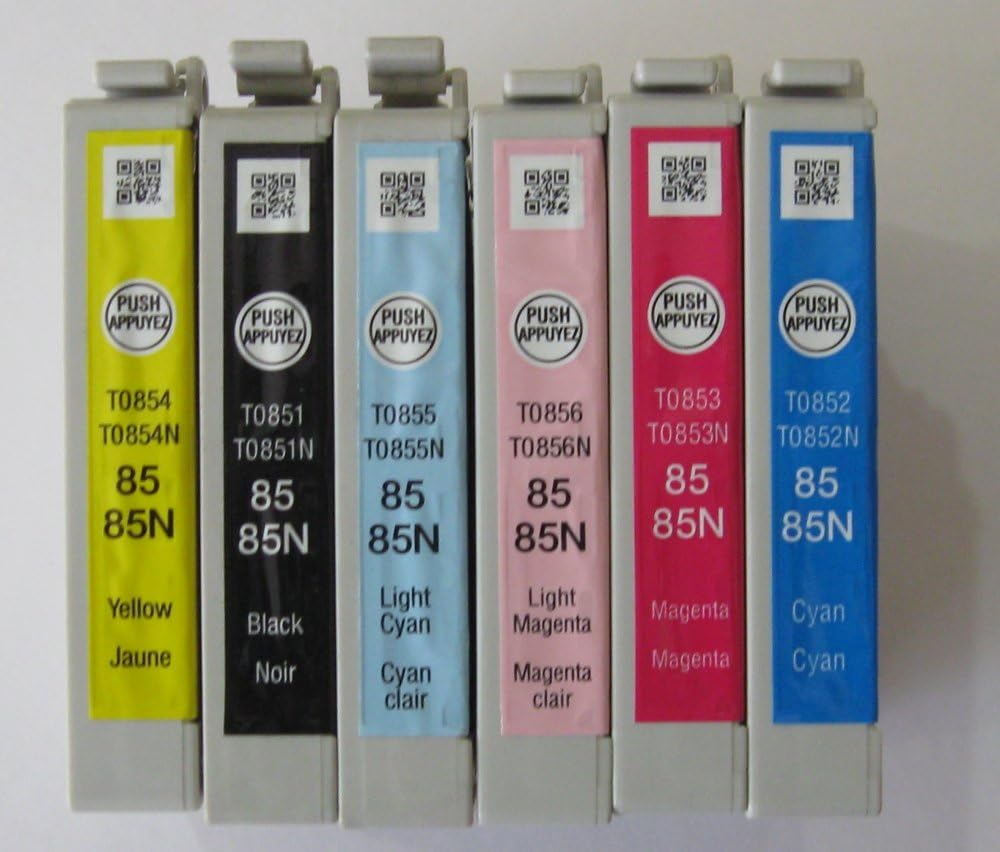 PUSH
APPUYEZ
T0854
T0854N
85
85N
Yellow
Jaune
PUSH
APPUYEZ
T0851
T0851N
85
85N
Black
Noir
PUSH
APPUYEZ
T0855
T0855N
85
85N
Light
Cyan
Cyan
clair
PUSH
APPUYEZ
T0856
T0856N
85
85N
Light
Magenta
Magenta
clair
PUSH
APPUYEZ
T0853
T0853N
85
85N
Magenta
Magenta
PUSH
APPUYEZ
T0852
T0852N
85
85N
Cyan
Cyan